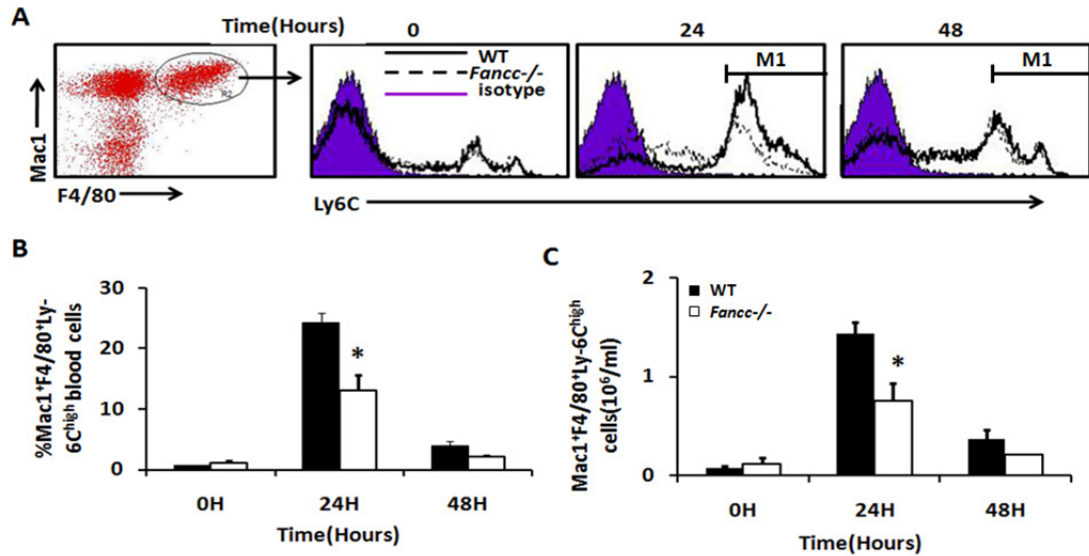 A
Time(Hours) 0 24 48
WT
Fancc-/-
isotype
M1
M1
R2
Mac1
F4/80
Ly6C
B
%Mac1⁺F4/80⁺Ly-
6Cʰⁱᵍʰ blood cells
30
20
10
0
*
0H 24H 48H
Time(Hours)
C
Mac1⁺F4/80⁺Ly-6Cʰⁱᵍʰ
cells(10⁶/ml)
2
1
0
WT
Fancc-/-
*
0H 24H 48H
Time(Hours)